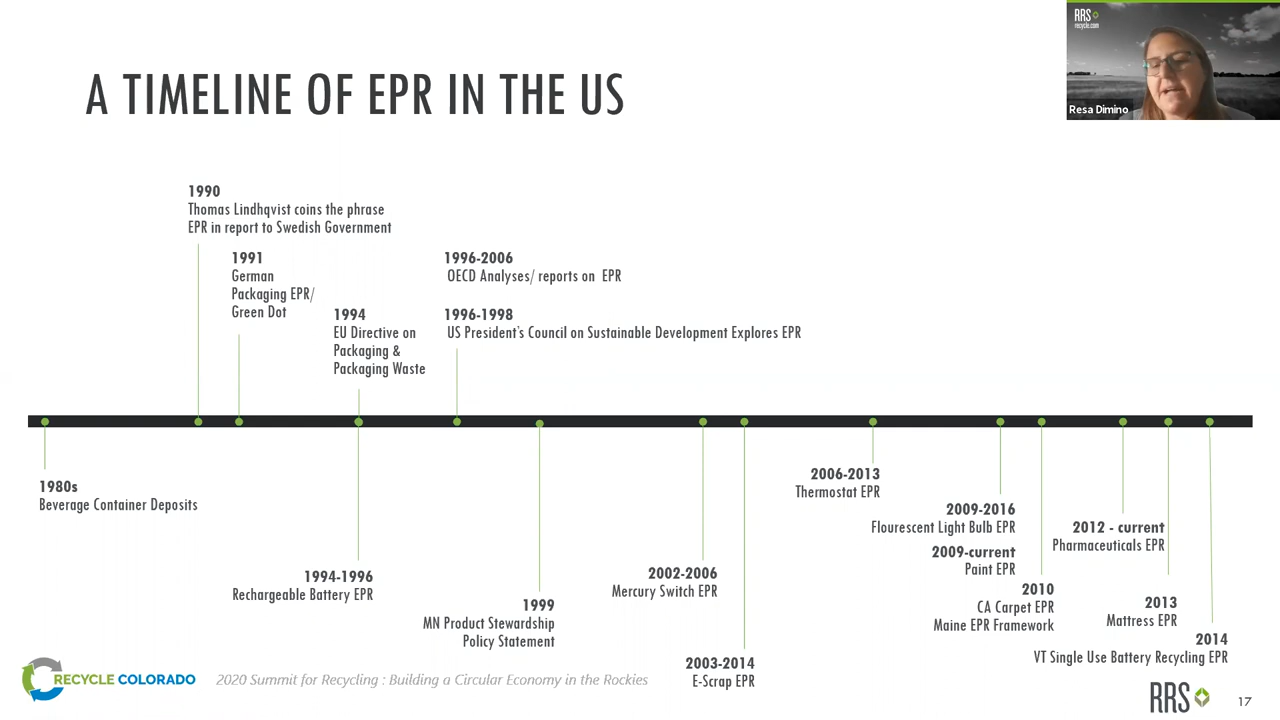 RRS
recycle.com
Resa Dimino
A TIMELINE OF EPR IN THE US
1990
Thomas Lindhqvist coins the phrase
EPR in report to Swedish Government
1991
German
Packaging EPR/
Green Dot
1994
EU Directive on
Packaging &
Packaging Waste
1996-2006
OECD Analyses/ reports on EPR
1996-1998
US President's Council on Sustainable Development Explores EPR
1980s
Beverage Container Deposits
1994-1996
Rechargeable Battery EPR
1999
MN Product Stewardship
Policy Statement
2002-2006
Mercury Switch EPR
2003-2014
E-Scrap EPR
2006-2013
Thermostat EPR
2009-2016
Flourescent Light Bulb EPR
2009-current
Paint EPR
2010
CA Carpet EPR
Maine EPR Framework
2012 - current
Pharmaceuticals EPR
2013
Mattress EPR
2014
VT Single Use Battery Recycling EPR
RECYCLE COLORADO
2020 Summit for Recycling : Building a Circular Economy in the Rockies
RRS
17